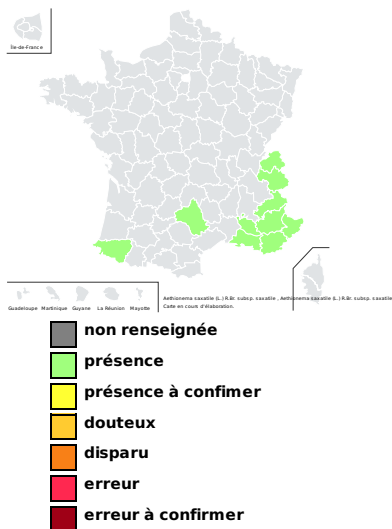 Île-de-France
Guadeloupe Martinique Guyane La Réunion Mayotte
Aethionema saxatile (L.) R.Br. subsp. saxatile , Aethionema saxatile (L.) R.Br. subsp. saxatile
Carte en cours d'élaboration.
non renseignée
présence
présence à confimer
douteux
disparu
erreur
erreur à confirmer